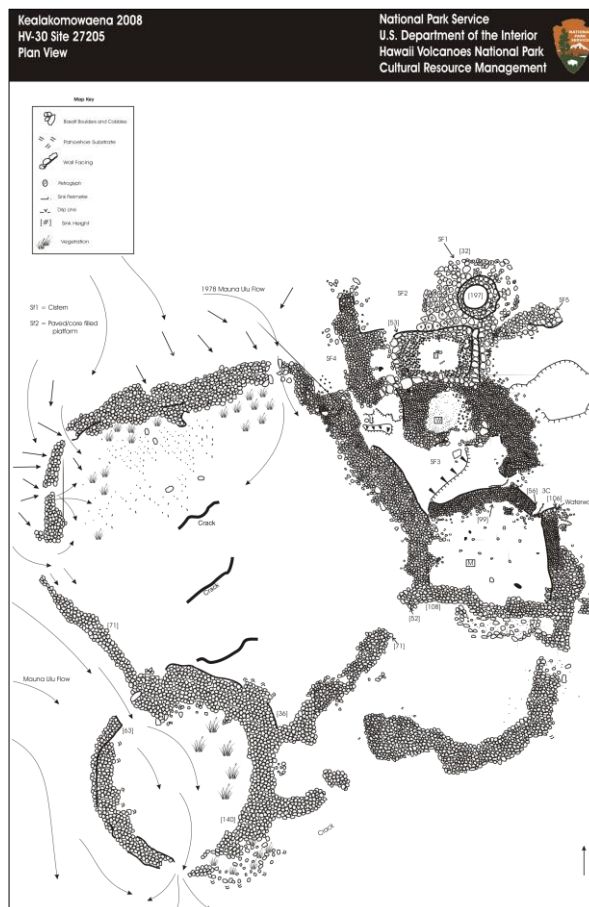 Kealakomowaena 2008
HV-30 Site 27205
Plan View
National Park Service
U.S. Department of the Interior
Hawaii Volcanoes National Park
Cultural Resource Management
NATIONAL
PARK
SERVICE
Map Key
Basalt Boulders and Cobbles
Pahoehoe Substrate
Wall Facing
Petroglyph
Sink Perimeter
Drip Line
[#] Sink Height
Vegetation
SF1 = Cistern
SF2 = Paved/core filled
platform
1978 Mauna Ulu Flow
SF1
[32]
SF2
[197]
SF5
[53]
SF4
SF3
[56]
3C
[106]
[99]
M
[108]
[52]
Crack
Crack
[71]
[71]
Mauna Ulu Flow
[36]
[63]
[140]
Crack